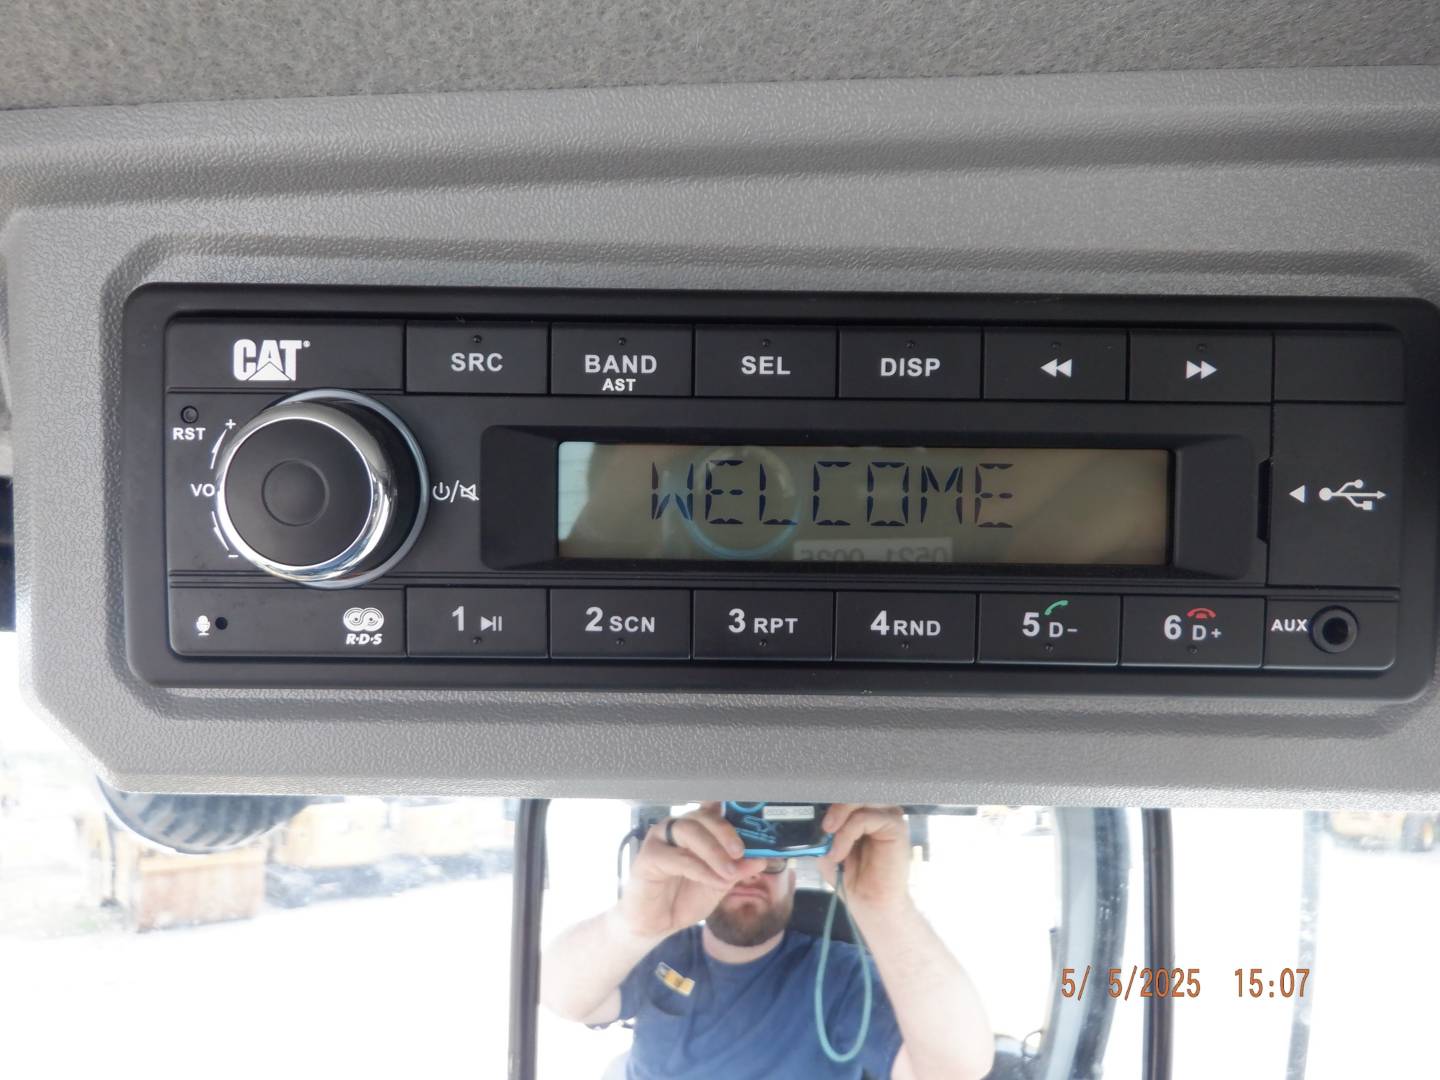 CAT®
SRC
BAND
AST
SEL
DISP
RST
+
VO
WELCOME
−
R·D·S
1
2 SCN
3 RPT
4 RND
5 D−
6 D+
AUX
5/ 5/2025 15:07